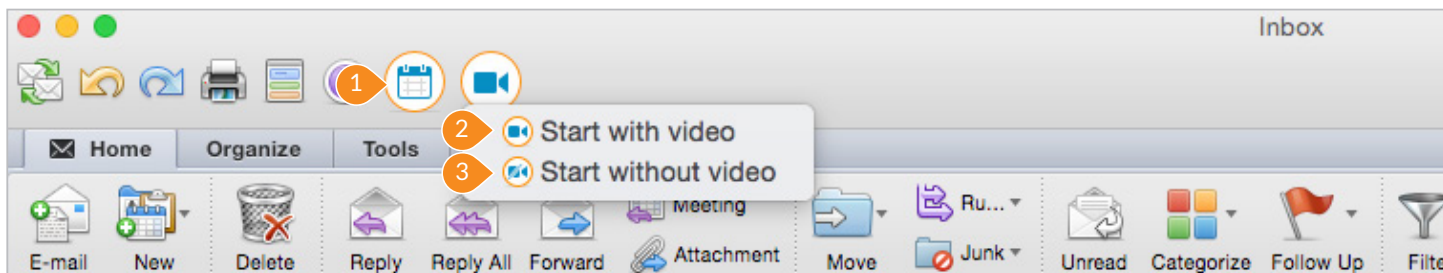 Inbox
1
2 Start with video
3 Start without video
Home Organize Tools
Meeting
Ru...
E-mail New Delete Reply Reply All Forward Attachment Move Junk Unread Categorize Follow Up Filte